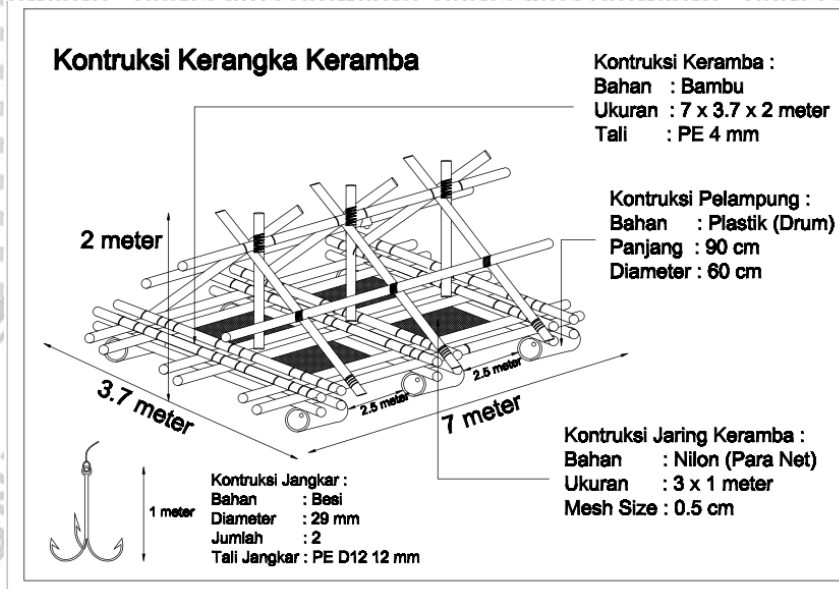 Kontruksi Kerangka Keramba
Kontruksi Keramba :
Bahan : Bambu
Ukuran : 7 x 3.7 x 2 meter
Tali : PE 4 mm
Kontruksi Pelampung :
Bahan : Plastik (Drum)
Panjang : 90 cm
Diameter : 60 cm
2 meter
3.7 meter
2.5 meter
2.5 meter
7 meter
Kontruksi Jaring Keramba :
Bahan : Nilon (Para Net)
Ukuran : 3 x 1 meter
Mesh Size : 0.5 cm
1 meter
Kontruksi Jangkar :
Bahan : Besi
Diameter : 29 mm
Jumlah : 2
Tali Jangkar : PE D12 12 mm